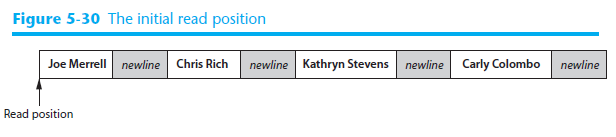 Figure 5-30 The initial read position
Joe Merrell newline Chris Rich newline Kathryn Stevens newline Carly Colombo newline
Read position